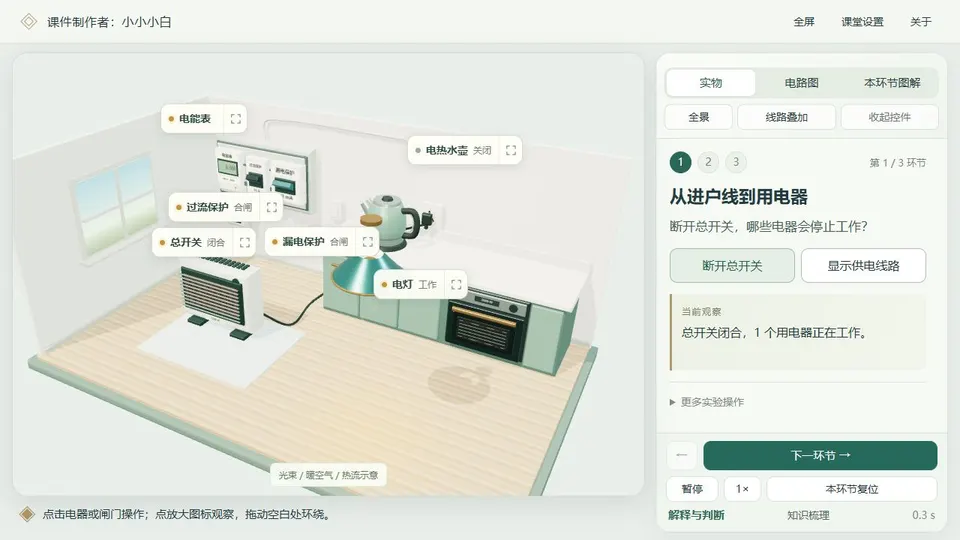 课件制作者：小小小白
全屏
课堂设置
关于
电能表
电热水壶 关闭
过流保护 合闸
总开关 闭合
漏电保护 合闸
电灯 工作
光束 / 暖空气 / 热流示意
点击电器或闸门操作；点放大图标观察，拖动空白处环绕。
实物
电路图
本环节图解
全景
线路叠加
收起控件
1
2
3
第 1 / 3 环节
从进户线到用电器
断开总开关，哪些电器会停止工作？
断开总开关
显示供电线路
当前观察
总开关闭合，1 个用电器正在工作。
▶ 更多实验操作
←
下一环节 →
暂停
1×
本环节复位
解释与判断
知识梳理
0.3 s